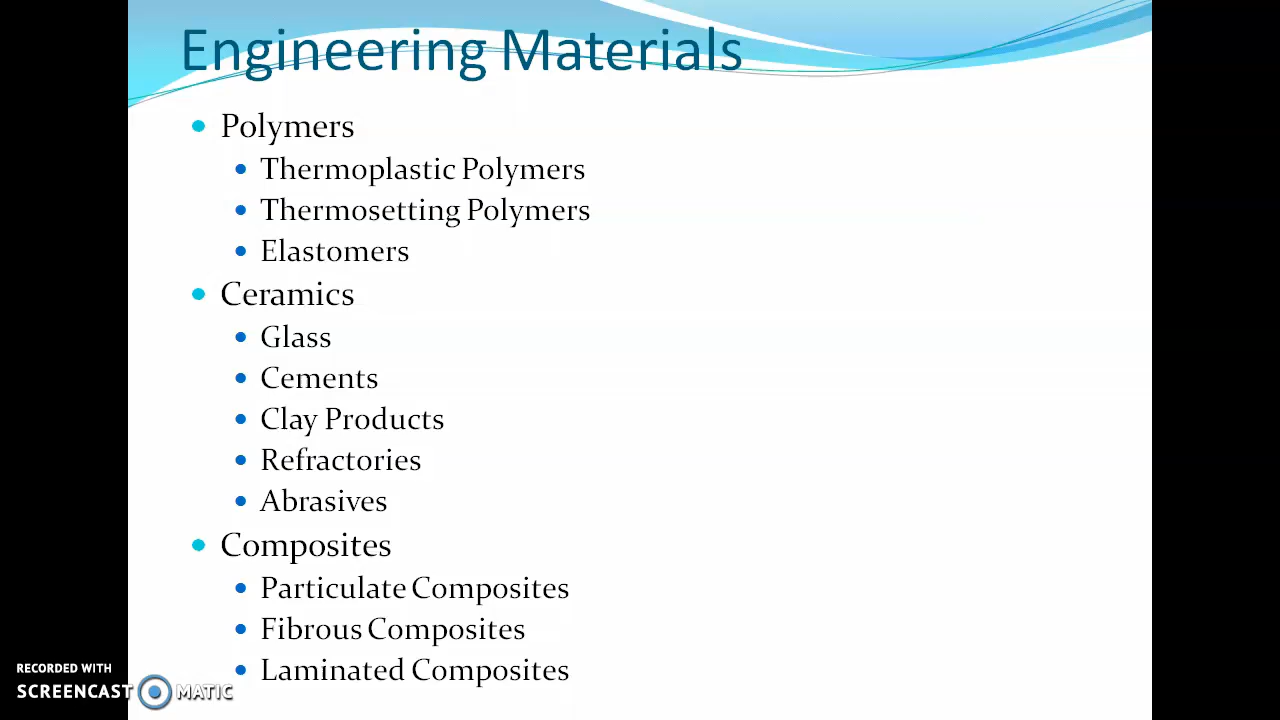 Engineering Materials
Polymers
Thermoplastic Polymers
Thermosetting Polymers
Elastomers
Ceramics
Glass
Cements
Clay Products
Refractories
Abrasives
Composites
Particulate Composites
Fibrous Composites
Laminated Composites
RECORDED WITH
SCREENCAST MATIC